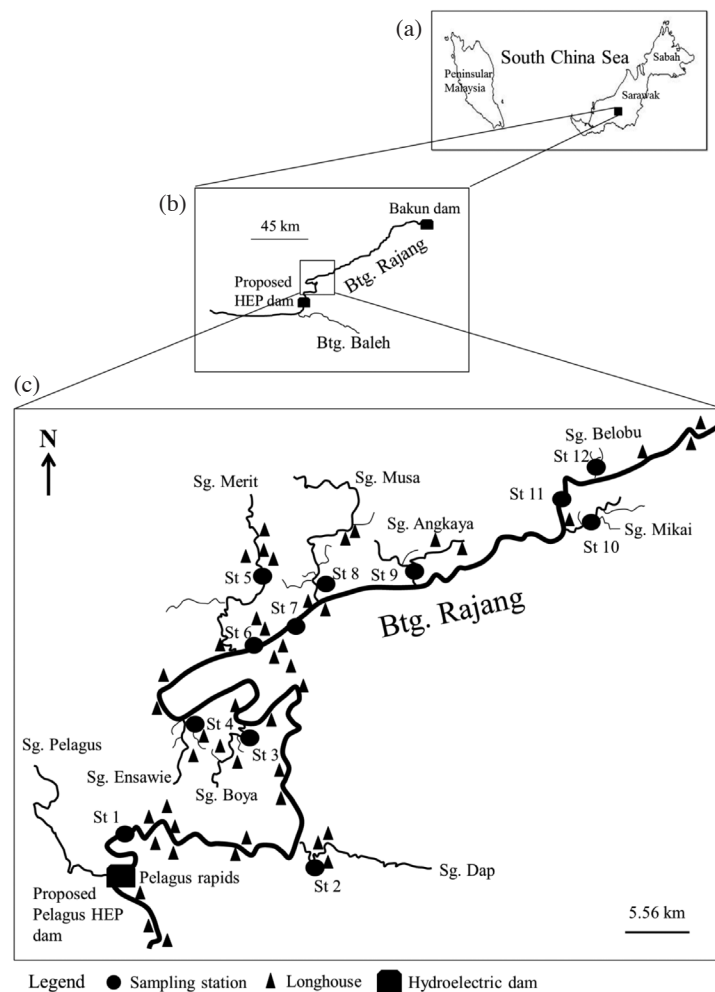 (a)
South China Sea
Sabah
Peninsular
Malaysia
Sarawak
(b)
Bakun dam
45 km
Btg. Rajang
Proposed
HEP dam
Btg. Baleh
(c)
N
Sg. Belobu
St 12
Sg. Merit
Sg. Musa
St 11
Sg. Angkaya
Sg. Mikai
St 10
St 5
St 8
St 9
St 7
Btg. Rajang
St 6
St 4
Sg. Pelagus
St 3
Sg. Ensawie
Sg. Boya
St 1
Pelagus rapids
Sg. Dap
St 2
Proposed
Pelagus HEP
dam
5.56 km
Legend
Sampling station
Longhouse
Hydroelectric dam